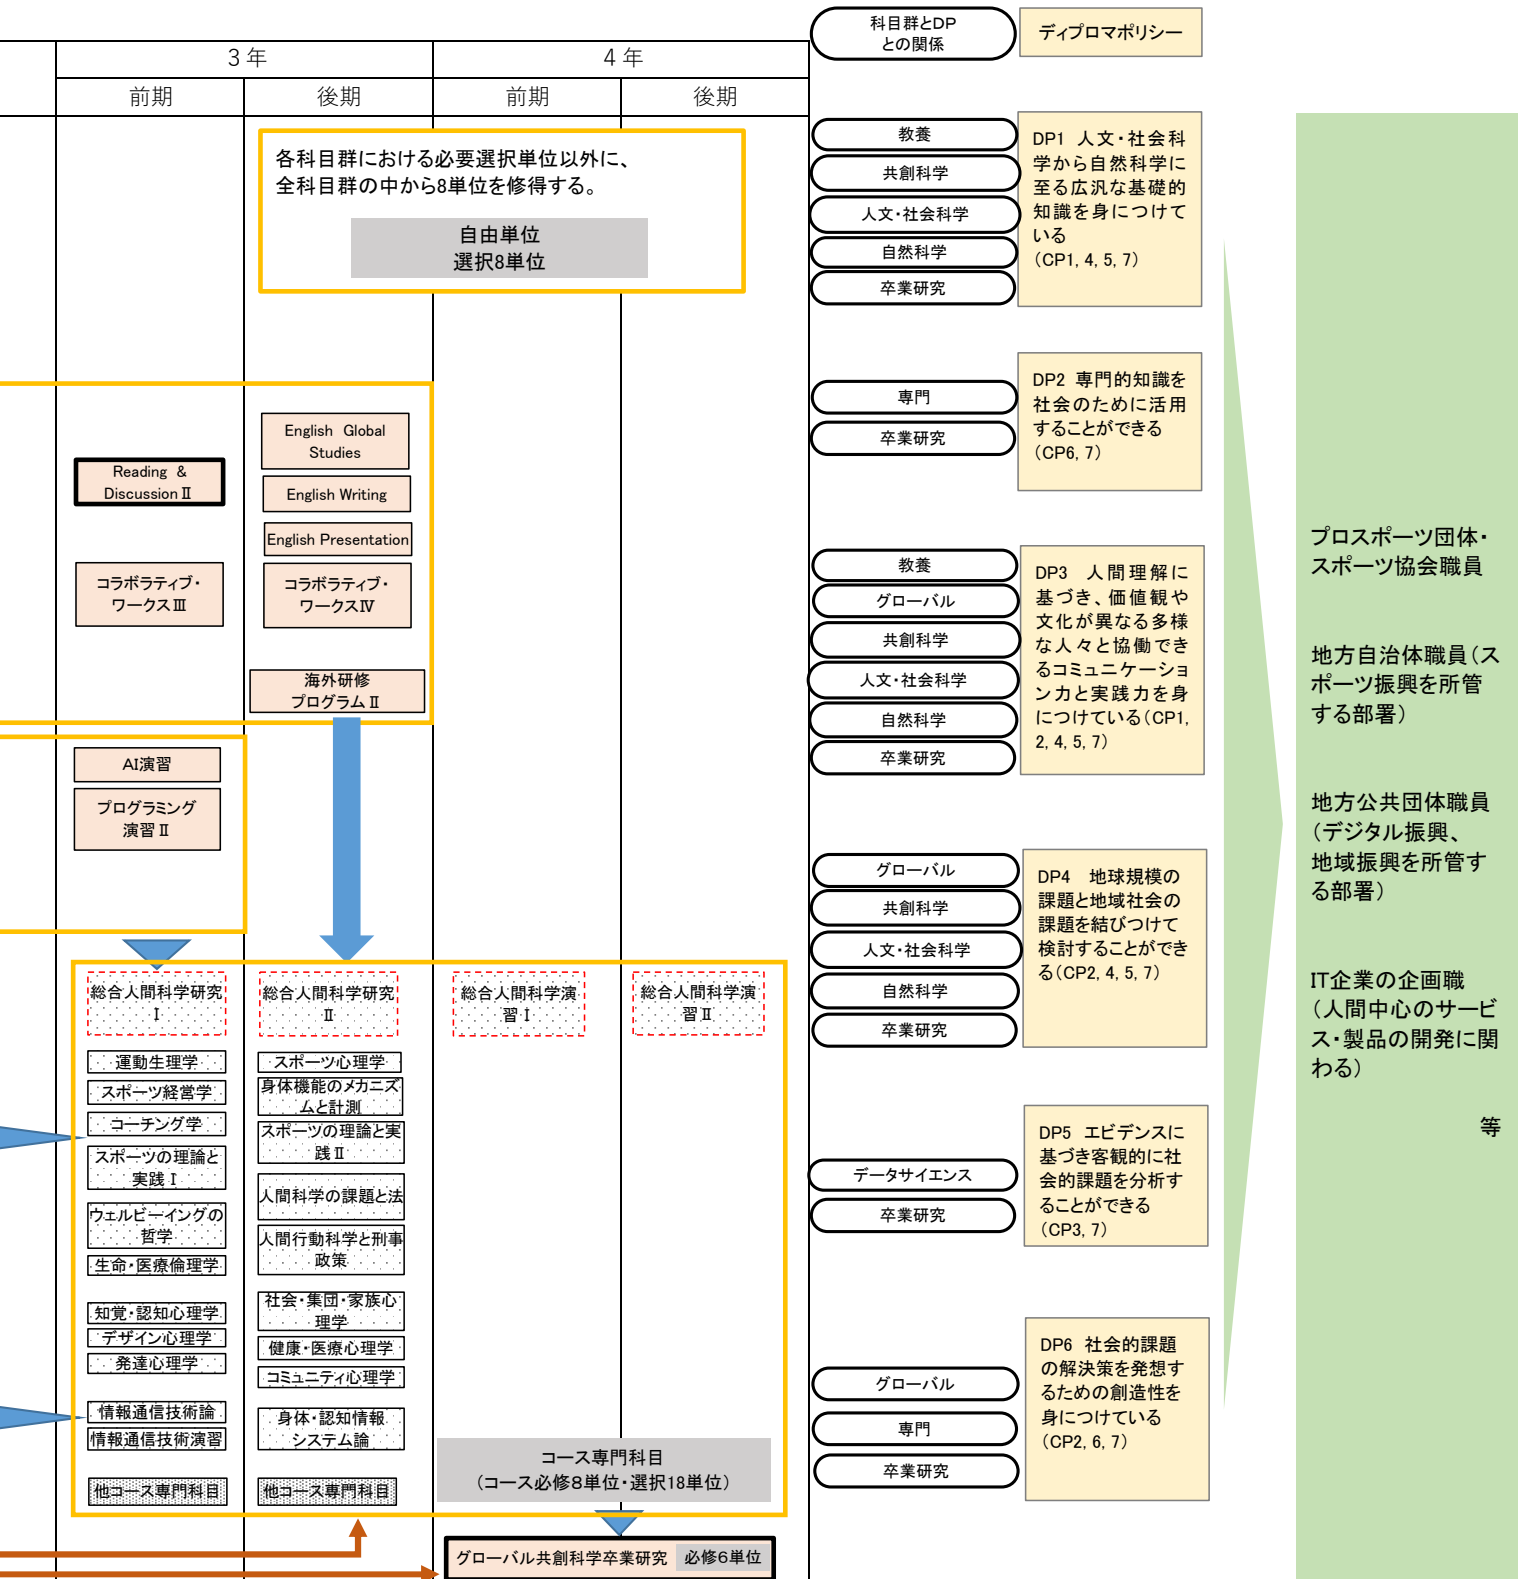 科目群とDP
との関係
ディプロマポリシー
3年
4年
前期
後期
前期
後期
各科目群における必要選択単位以外に、
全科目群の中から8単位を修得する。
自由単位
選択8単位
English Global
Studies
Reading &
Discussion Ⅱ
English Writing
English Presentation
コラボラティブ・
ワークスⅢ
コラボラティブ・
ワークスⅣ
海外研修
プログラム Ⅱ
AI演習
プログラミング
演習 Ⅱ
総合人間科学研究
Ⅰ
総合人間科学研究
Ⅱ
総合人間科学演
習Ⅰ
総合人間科学演
習Ⅱ
運動生理学
スポーツ経営学
コーチング学
スポーツの理論と
実践Ⅰ
ウェルビーイングの
哲学
生命・医療倫理学
知覚・認知心理学
デザイン心理学
発達心理学
情報通信技術論
情報通信技術演習
他コース専門科目
スポーツ心理学
身体機能のメカニズ
ムと計測
スポーツの理論と実
践Ⅱ
人間科学の課題と法
人間行動科学と刑事
政策
社会・集団・家族心
理学
健康・医療心理学
コミュニティ心理学
身体・認知情報
システム論
他コース専門科目
コース専門科目
（コース必修8単位・選択18単位）
グローバル共創科学卒業研究
必修6単位
教養
共創科学
人文・社会科学
自然科学
卒業研究
DP1 人文・社会科
学から自然科学に
至る広汎な基礎的
知識を身につけて
いる
（CP1, 4, 5, 7）
専門
卒業研究
DP2 専門的知識を
社会のために活用
することができる
（CP6, 7）
教養
グローバル
共創科学
人文・社会科学
自然科学
卒業研究
DP3 人間理解に
基づき、価値観や
文化が異なる多様
な人々と協働でき
るコミュニケーショ
ン力と実践力を身
につけている（CP1,
2, 4, 5, 7）
グローバル
共創科学
人文・社会科学
自然科学
卒業研究
DP4 地球規模の
課題と地域社会の
課題を結びつけて
検討することができ
る（CP2, 4, 5, 7）
データサイエンス
卒業研究
DP5 エビデンスに
基づき客観的に社
会的課題を分析す
ることができる
（CP3, 7）
グローバル
専門
卒業研究
DP6 社会的課題
の解決策を発想す
るための創造性を
身につけている
（CP2, 6, 7）
プロスポーツ団体・
スポーツ協会職員
地方自治体職員（ス
ポーツ振興を所管
する部署）
地方公共団体職員
（デジタル振興、
地域振興を所管す
る部署）
IT企業の企画職
（人間中心のサービ
ス・製品の開発に関
わる）
等